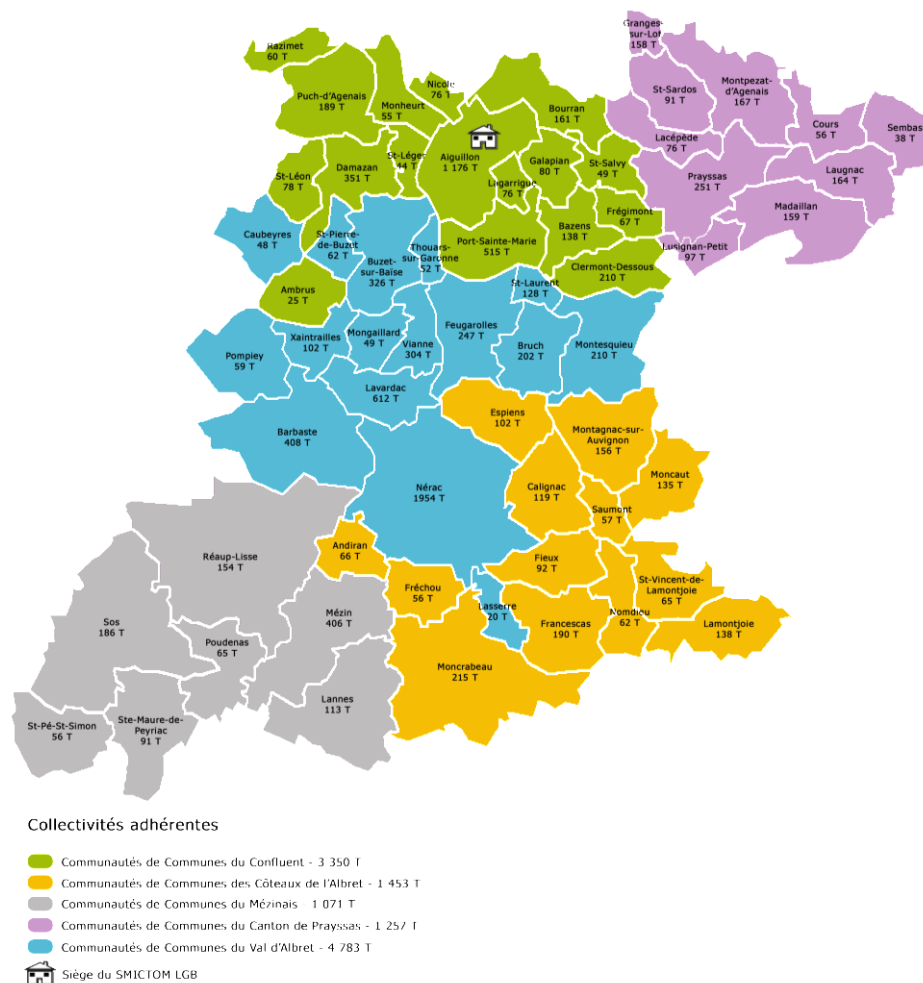 Granges-
sur-Lot
158 T
Razimet
60 T
Puch-d'Agenais
189 T
Monheurt
55 T
Nicole
76 T
St-Sardos
91 T
Montpezat-
d'Agenais
167 T
Bourran
161 T
Cours
56 T
Sembas
38 T
Lacépède
76 T
Aiguillon
1 176 T
St-Léger
44 T
Damazan
351 T
St-Léon
78 T
Lagarrigue
76 T
Galapian
80 T
St-Salvy
49 T
Prayssas
251 T
Laugnac
164 T
Madaillan
159 T
Frégimont
67 T
Bazens
138 T
Port-Sainte-Marie
515 T
Lusignan-Petit
97 T
Clermont-Dessous
210 T
Caubeyres
48 T
St-Pierre-
de-Buzet
62 T
Buzet-
sur-Baïse
326 T
Thouars-
sur-Garonne
52 T
Ambrus
25 T
St-Laurent
128 T
Feugarolles
247 T
Xaintrailles
102 T
Mongaillard
49 T
Vianne
304 T
Bruch
202 T
Montesquieu
210 T
Pompiey
59 T
Lavardac
612 T
Barbaste
408 T
Espiens
102 T
Montagnac-sur-
Auvignon
156 T
Moncaut
135 T
Nérac
1954 T
Calignac
119 T
Saumont
57 T
Andiran
66 T
Réaup-Lisse
154 T
Fieux
92 T
Fréchou
56 T
St-Vincent-de-
Lamontjoie
65 T
Lasserre
20 T
Nomdieu
62 T
Francescas
190 T
Lamontjoie
138 T
Mézin
406 T
Sos
186 T
Poudenas
65 T
Moncrabeau
215 T
Lannes
113 T
St-Pé-St-Simon
56 T
Ste-Maure-de-
Peyriac
91 T
Collectivités adhérentes
Communautés de Communes du Confluent - 3 350 T
Communautés de Communes des Côteaux de l'Albret - 1 453 T
Communautés de Communes du Mézinais - 1 071 T
Communautés de Communes du Canton de Prayssas - 1 257 T
Communautés de Communes du Val d'Albret - 4 783 T
Siège du SMICTOM LGB